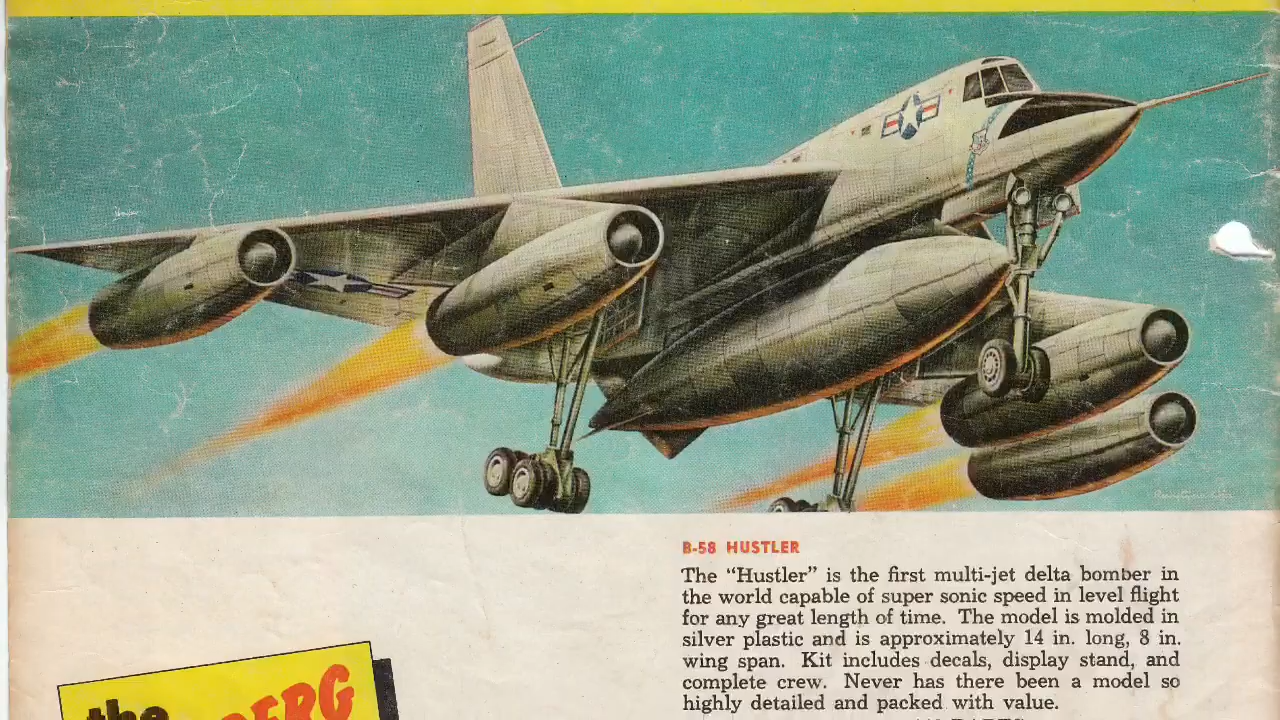 B-58 HUSTLER
The "Hustler" is the first multi-jet delta bomber in
the world capable of super sonic speed in level flight
for any great length of time. The model is molded in
silver plastic and is approximately 14 in. long, 8 in.
wing span. Kit includes decals, display stand, and
complete crew. Never has there been a model so
highly detailed and packed with value.
the